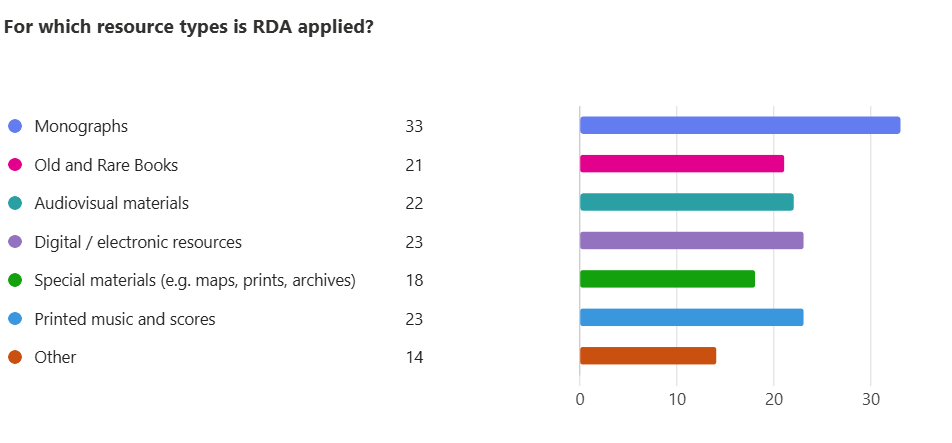 For which resource types is RDA applied?
Monographs 33
Old and Rare Books 21
Audiovisual materials 22
Digital / electronic resources 23
Special materials (e.g. maps, prints, archives) 18
Printed music and scores 23
Other 14
0 10 20 30